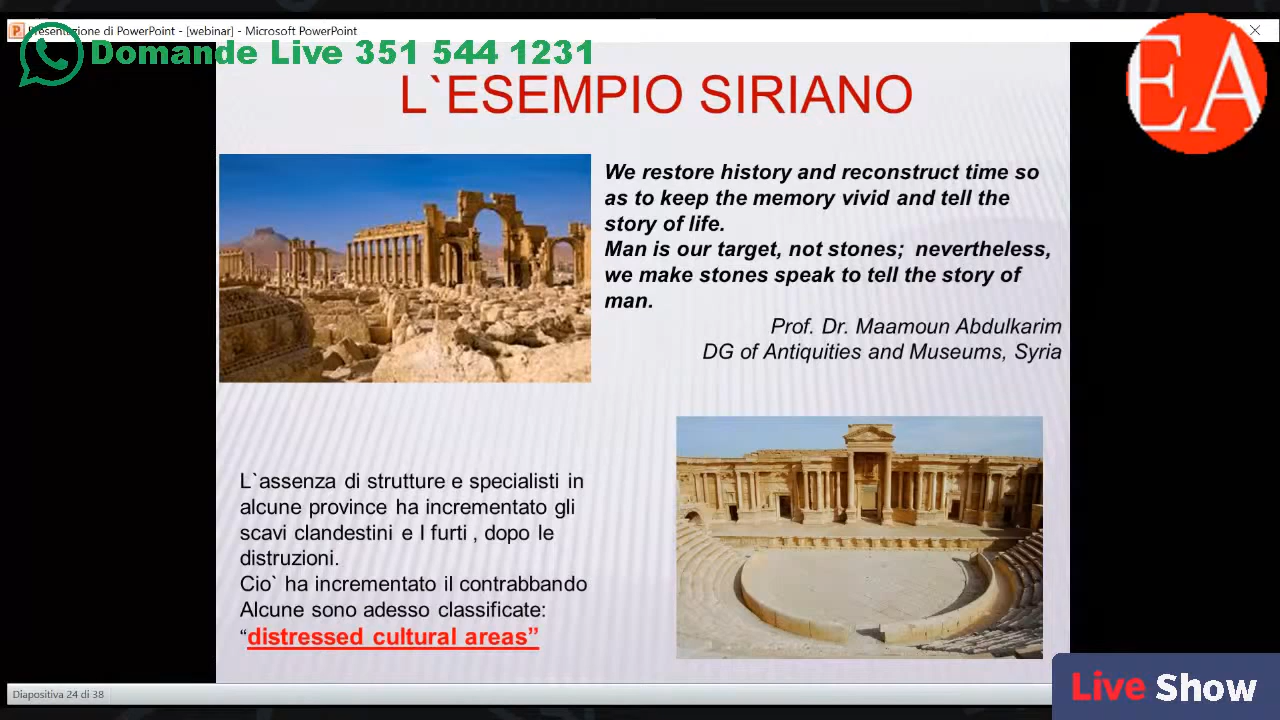 Presentazione di PowerPoint - [webinar] - Microsoft PowerPoint
Domande Live 351 544 1231
EA
L`ESEMPIO SIRIANO
We restore history and reconstruct time so
as to keep the memory vivid and tell the
story of life.
Man is our target, not stones; nevertheless,
we make stones speak to tell the story of
man.
Prof. Dr. Maamoun Abdulkarim
DG of Antiquities and Museums, Syria
L`assenza di strutture e specialisti in
alcune province ha incrementato gli
scavi clandestini e I furti , dopo le
distruzioni.
Cio` ha incrementato il contrabbando
Alcune sono adesso classificate:
“distressed cultural areas”
Diapositiva 24 di 38
Live Show